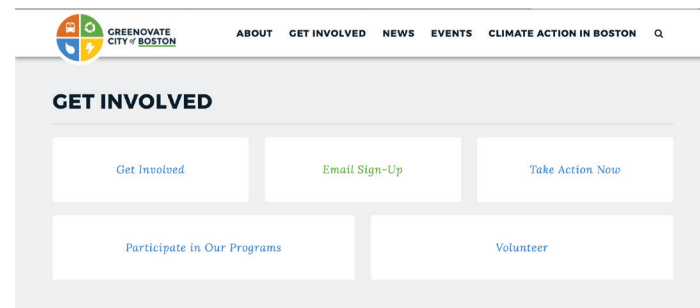 GREENOVATE
CITY of BOSTON
ABOUT GET INVOLVED NEWS EVENTS CLIMATE ACTION IN BOSTON
GET INVOLVED
Get Involved Email Sign-Up Take Action Now
Participate in Our Programs Volunteer